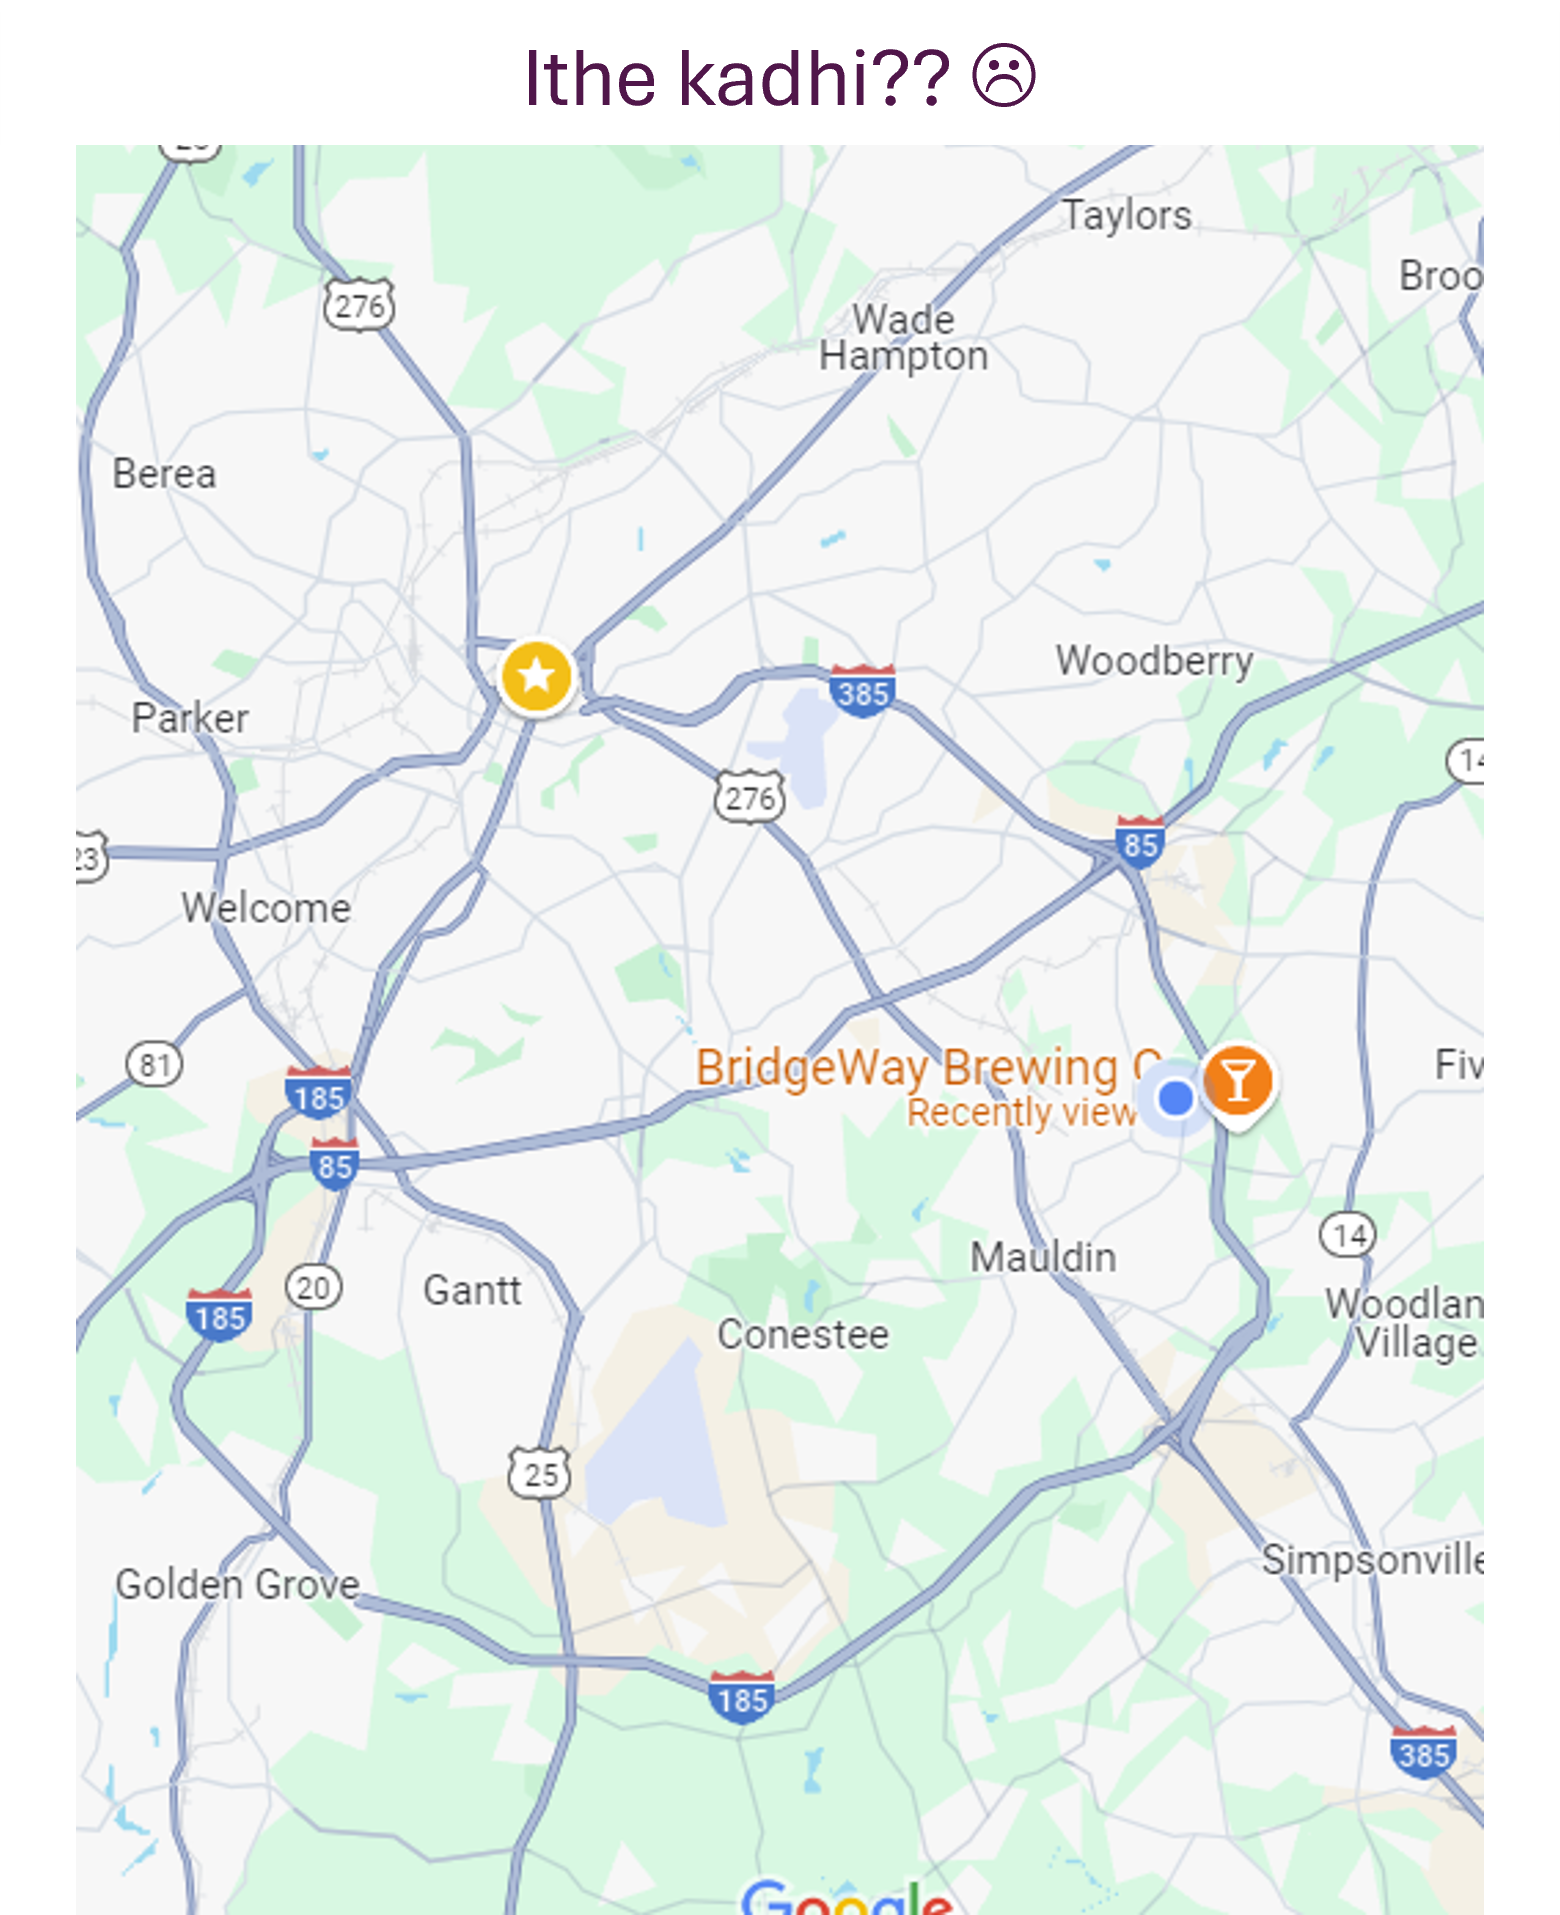 Ithe kadhi?? ☹
276
Taylors
Broo
Wade
Hampton
Berea
Woodberry
385
Parker
14
276
85
23
Welcome
BridgeWay Brewing C
Recently view
81
Fiv
185
85
14
Mauldin
20
Gantt
185
Woodlan
Village
Conestee
25
Simpsonville
Golden Grove
185
385
Google